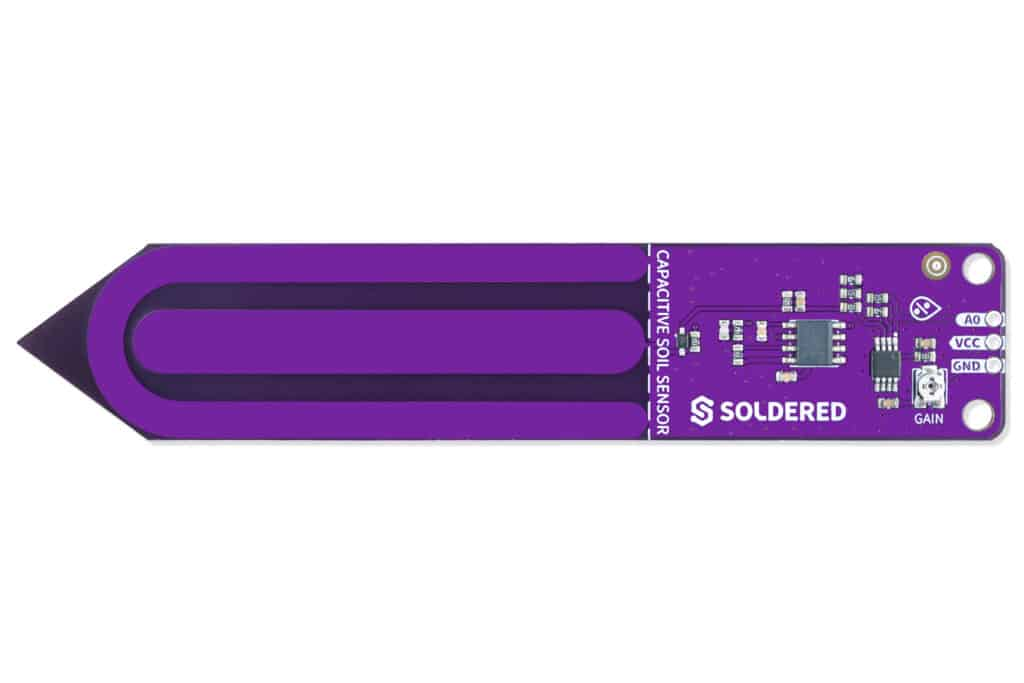 CAPACITIVE SOIL SENSOR
SOLDERED
%
A0
VCC
GND
GAIN